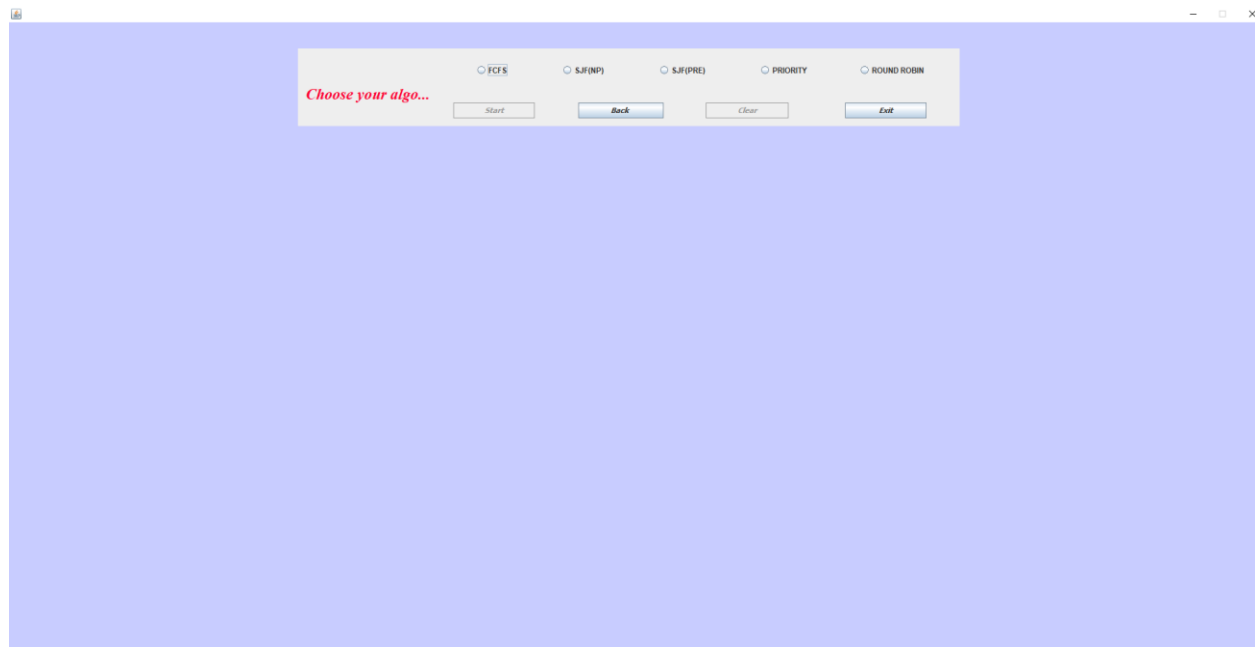 FCFS SJF(NP) SJF(PRE) PRIORITY ROUND ROBIN
Choose your algo...
Start Back Clear Exit